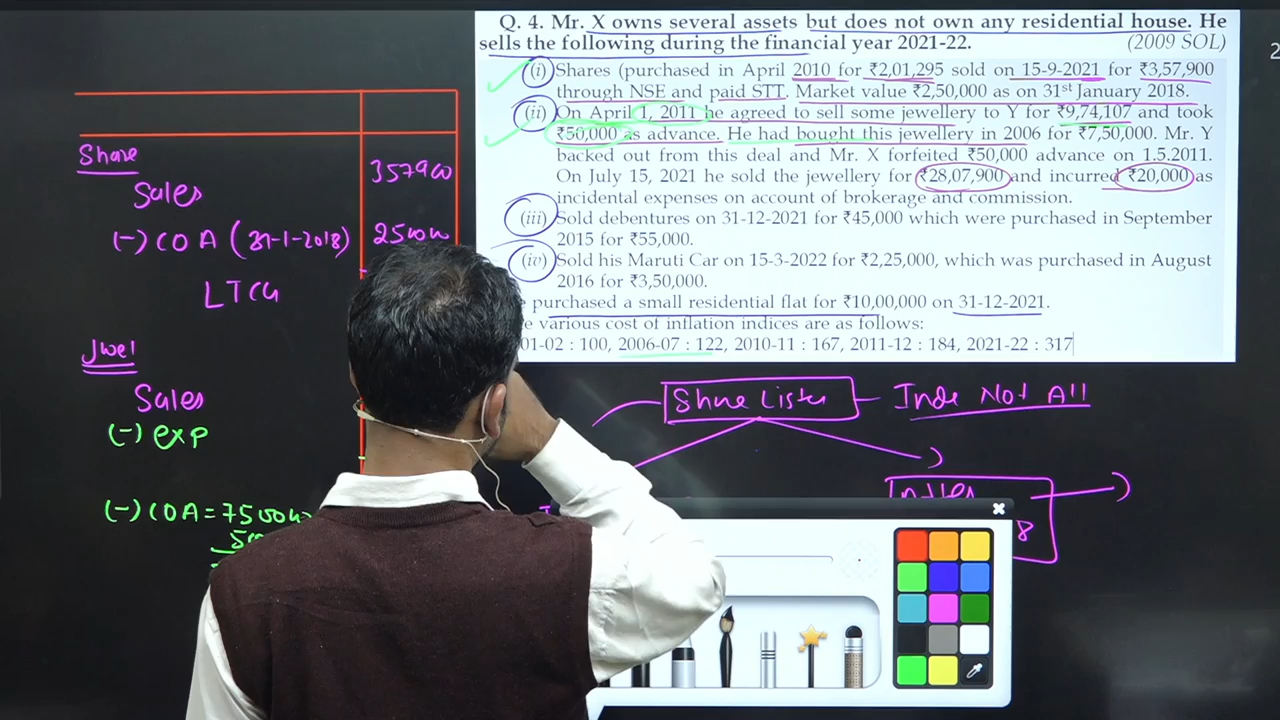 Q. 4. Mr. X owns several assets but does not own any residential house. He
sells the following during the financial year 2021-22. (2009 SOL)
(i) Shares (purchased in April 2010 for ₹2,01,295 sold on 15-9-2021 for ₹3,57,900
through NSE and paid STT. Market value ₹2,50,000 as on 31st January 2018.
(ii) On April 1, 2011 he agreed to sell some jewellery to Y for ₹9,74,107 and took
₹50,000 as advance. He had bought this jewellery in 2006 for ₹7,50,000. Mr. Y
backed out from this deal and Mr. X forfeited ₹50,000 advance on 1.5.2011.
On July 15, 2021 he sold the jewellery for ₹28,07,900 and incurred ₹20,000 as
incidental expenses on account of brokerage and commission.
(iii) Sold debentures on 31-12-2021 for ₹45,000 which were purchased in September
2015 for ₹55,000.
(iv) Sold his Maruti Car on 15-3-2022 for ₹2,25,000, which was purchased in August
2016 for ₹3,50,000.
purchased a small residential flat for ₹10,00,000 on 31-12-2021.
various cost of inflation indices are as follows:
01-02 : 100, 2006-07 : 122, 2010-11 : 167, 2011-12 : 184, 2021-22 : 317
2
Share
Sales 357900
(-) COA (31-1-2018) 250000
LTCG
Jwel
Sales
(-) exp
(-) COA = 750000
Share Listed
Inde Not All
8